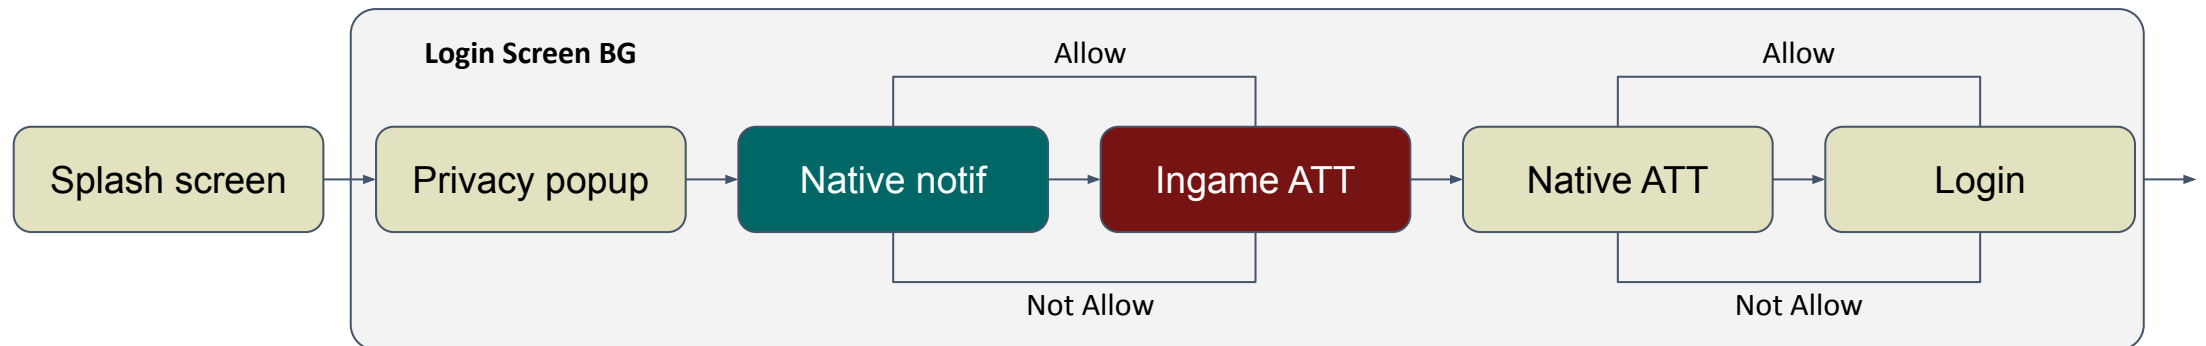 Login Screen BG
Allow
Allow
Splash screen
Privacy popup
Native notif
Ingame ATT
Native ATT
Login
Not Allow
Not Allow